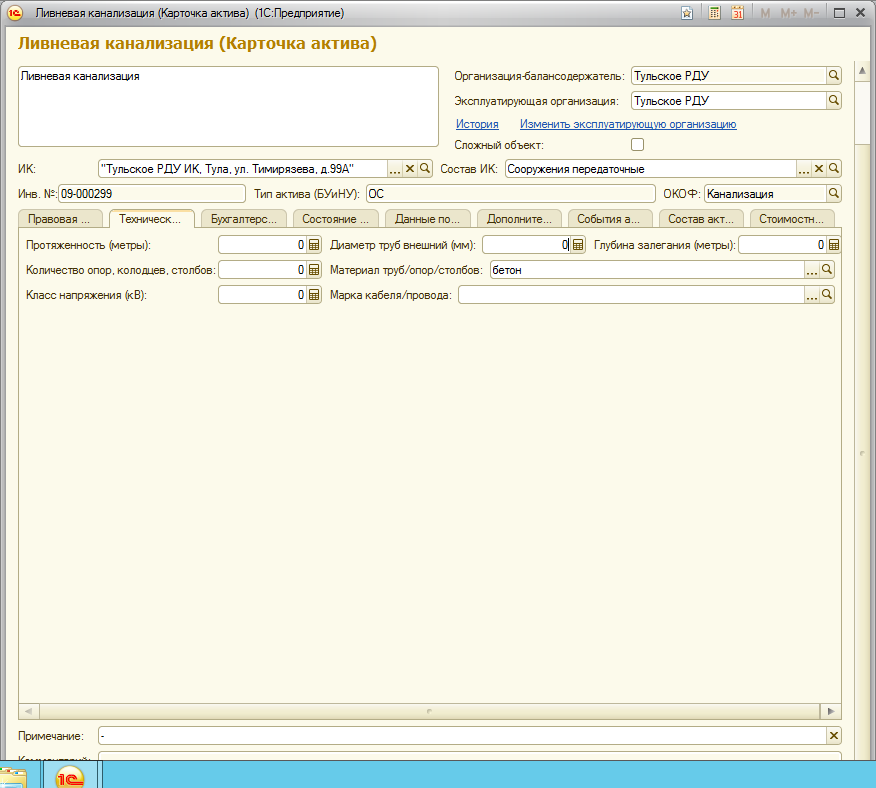 Ливневая канализация (Карточка актива) (1С:Предприятие)
31 M M+ M-
Ливневая канализация (Карточка актива)
Ливневая канализация
Организация-балансодержатель: Тульское РДУ
Эксплуатирующая организация: Тульское РДУ
История Изменить эксплуатирующую организацию
Сложный объект:
ИК: "Тульское РДУ ИК, Тула, ул. Тимирязева, д.99А" ... Состав ИК: Сооружения передаточные ...
Инв. №: 09-000299 Тип актива (БУиНУ): ОС ОКОФ: Канализация
Правовая ... Техническ... Бухгалтерс... Состояние ... Данные по... Дополните... События а... Состав акт... Стоимостн...
Протяженность (метры): 0 Диаметр труб внешний (мм): 0 Глубина залегания (метры): 0
Количество опор, колодцев, столбов: 0 Материал труб/опор/столбов: бетон ...
Класс напряжения (кВ): 0 Марка кабеля/провода: ...
Примечание: -
Комментарий:
1С